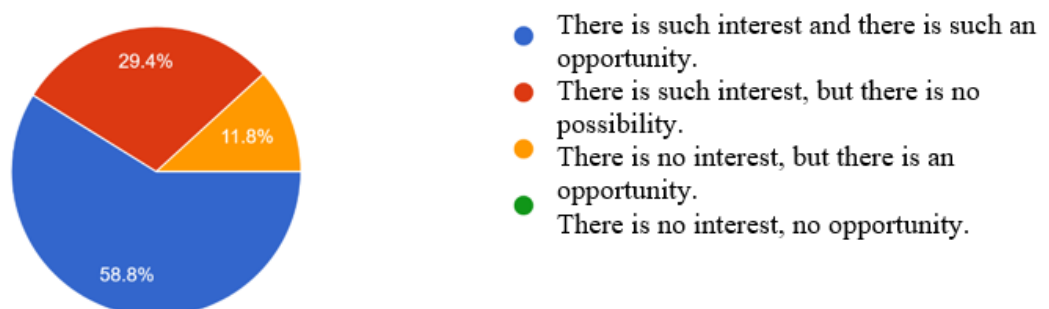 29.4%
11.8%
58.8%
There is such interest and there is such an
opportunity.
There is such interest, but there is no
possibility.
There is no interest, but there is an
opportunity.
There is no interest, no opportunity.